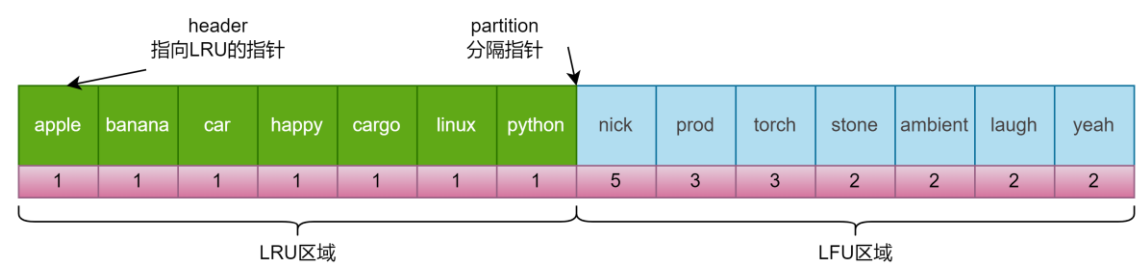 header
指向LRU的指针
partition
分隔指针
apple banana car happy cargo linux python nick prod torch stone ambient laugh yeah
1 1 1 1 1 1 1 5 3 3 2 2 2 2
LRU区域
LFU区域